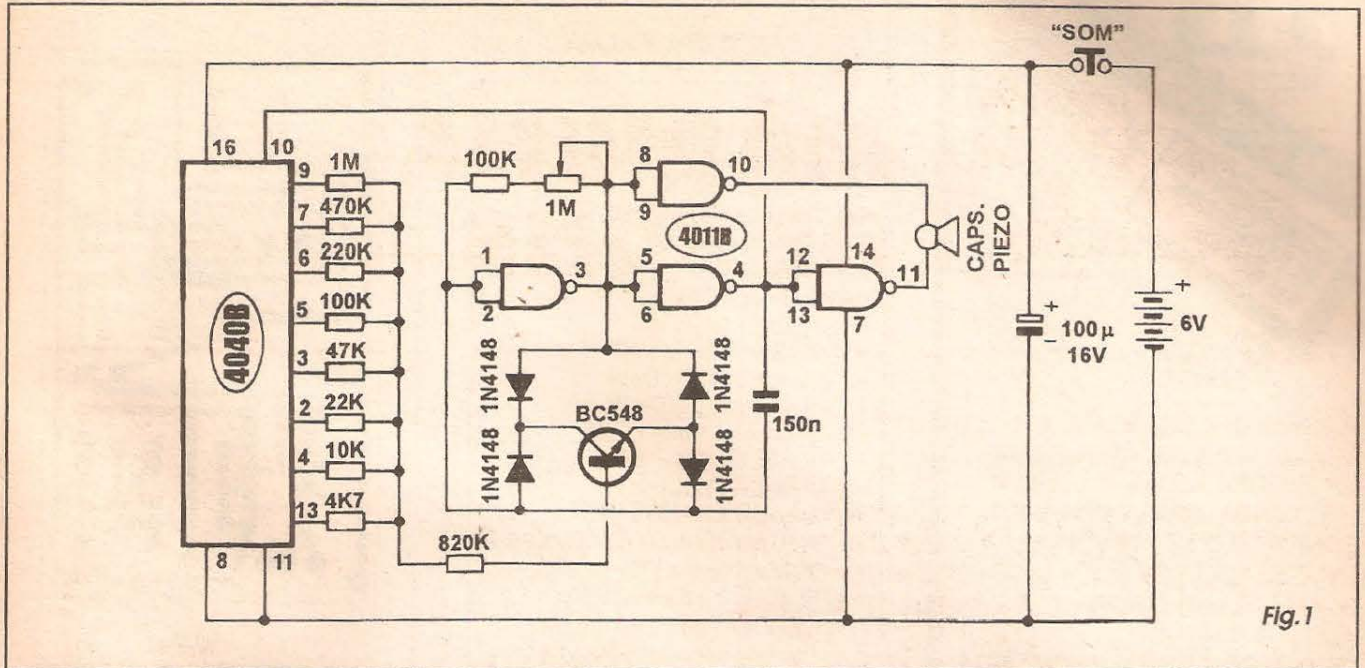 "SOM"
16
10
9
1M
7
470K
6
220K
5
100K
3
47K
2
22K
4
10K
13
4K7
8
11
4040B
820K
100K
1M
1
2
3
8
9
10
4011B
5
6
4
12
13
14
11
7
CAPS.
PIEZO
1N4148
1N4148
BC548
1N4148
1N4148
150n
+
-
100 µ
16V
+
6V
Fig.1